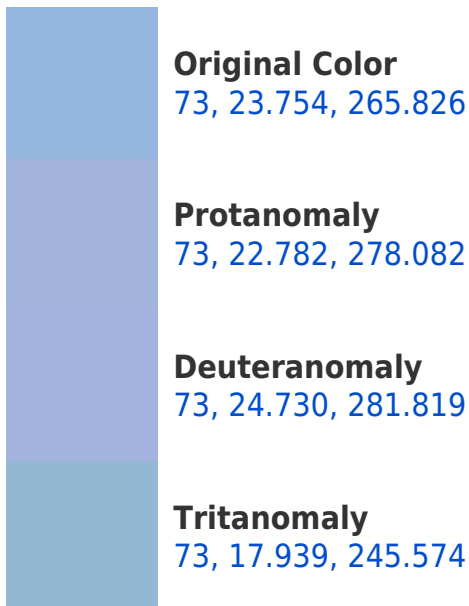 Original Color
73, 23.754, 265.826
Protanomaly
73, 22.782, 278.082
Deuteranomaly
73, 24.730, 281.819
Tritanomaly
73, 17.939, 245.574